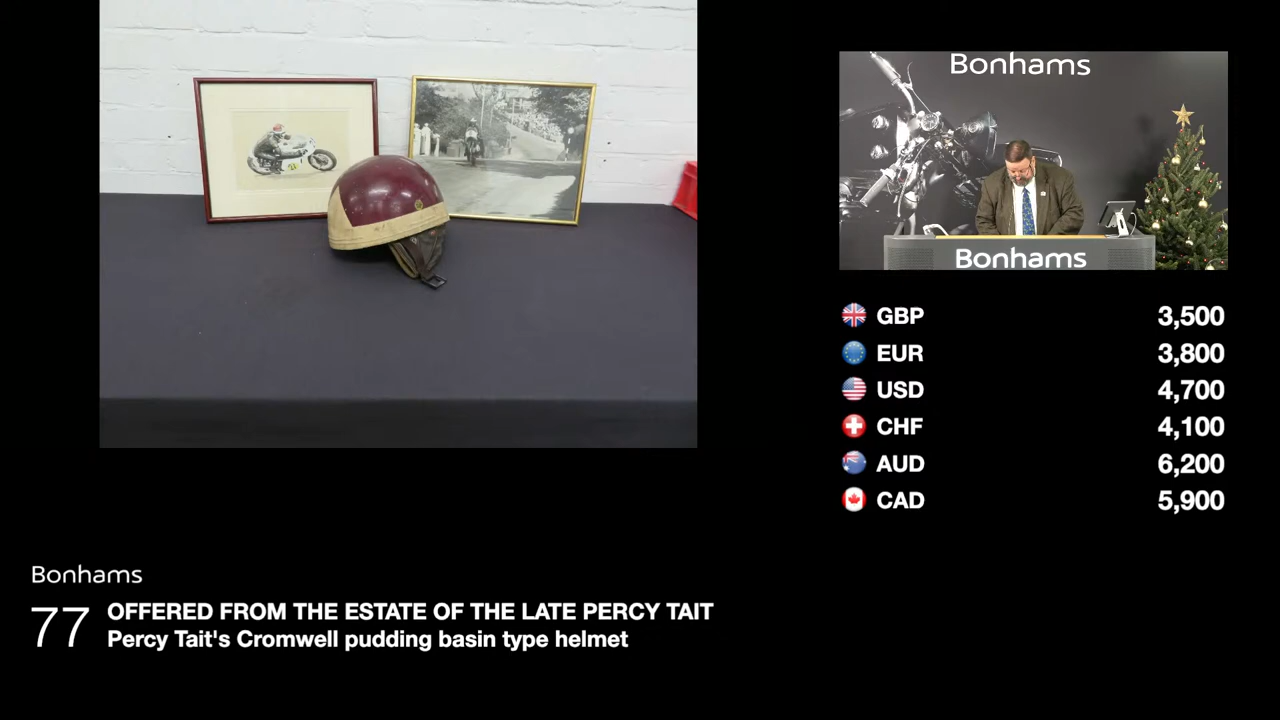 Bonhams
Bonhams
GBP 3,500
EUR 3,800
USD 4,700
CHF 4,100
AUD 6,200
CAD 5,900
Bonhams
77 OFFERED FROM THE ESTATE OF THE LATE PERCY TAIT
Percy Tait's Cromwell pudding basin type helmet